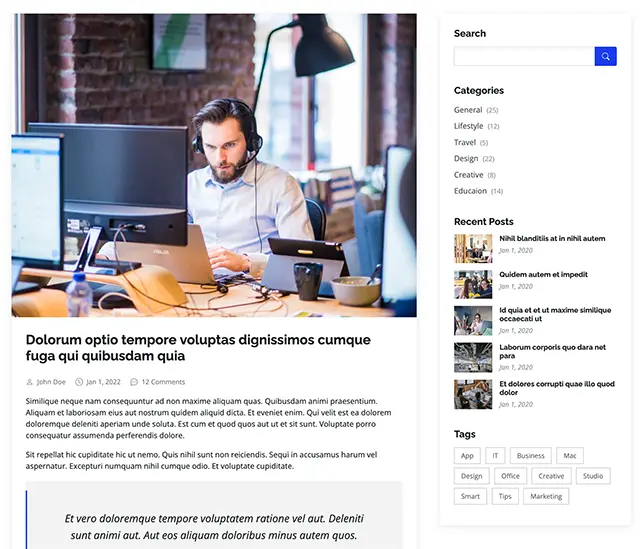 ASUS
Dolorum optio tempore voluptas dignissimos cumque
fuga qui quibusdam quia
John Doe
Jan 1, 2022
12 Comments
Similique neque nam consequuntur ad non maxime aliquam quas. Quibusdam animi praesentium.
Aliquam et laboriosam eius aut nostrum quidem aliquid dicta. Et eveniet enim. Qui velit est ea dolorem
doloremque deleniti aperiam unde soluta. Est cum et quod quos aut ut et sit sunt. Voluptate porro
consequatur assumenda perferendis dolore.
Sit repellat hic cupiditate hic ut nemo. Quis nihil sunt non reiciendis. Sequi in accusamus harum vel
aspernatur. Excepturi numquam nihil cumque odio. Et voluptate cupiditate.
Et vero doloremque tempore voluptatem ratione vel aut. Deleniti
sunt animi aut. Aut eos aliquam doloribus minus autem quos.
Search
Categories
General (25)
Lifestyle (12)
Travel (5)
Design (22)
Creative (8)
Educaion (14)
Recent Posts
Nihil blanditiis at in nihil autem
Jan 1, 2020
Quidem autem et impedit
Jan 1, 2020
Id quia et et ut maxime similique
occaecati ut
Jan 1, 2020
Laborum corporis quo dara net
para
Jan 1, 2020
Et dolores corrupti quae illo quod
dolor
Jan 1, 2020
Tags
App IT Business Mac
Design Office Creative Studio
Smart Tips Marketing